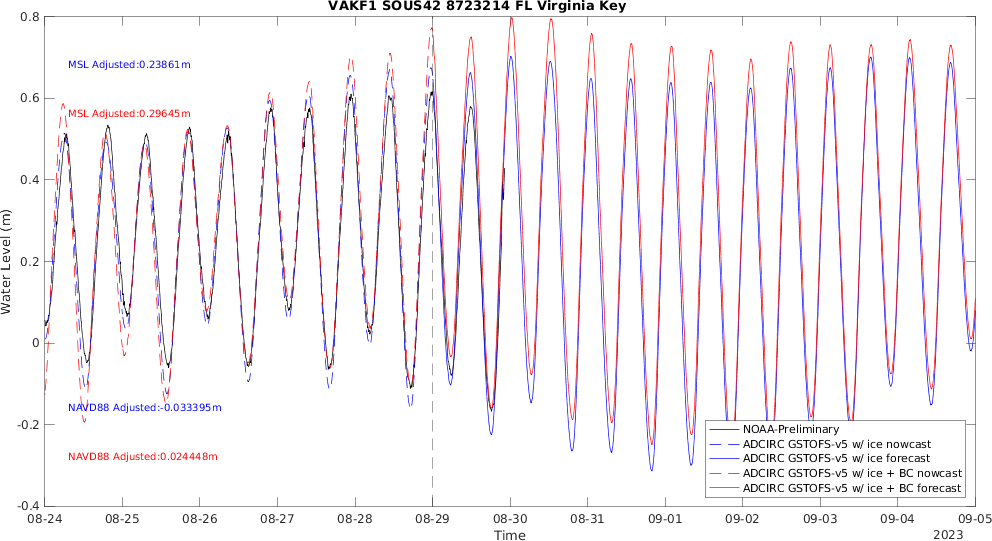 VAKF1 SOUS42 8723214 FL Virginia Key
Water Level (m)
0.8
0.6
0.4
0.2
0
-0.2
-0.4
MSL Adjusted:0.23861m
MSL Adjusted:0.29645m
NAVD88 Adjusted:-0.033395m
NAVD88 Adjusted:0.024448m
NOAA-Preliminary
ADCIRC GSTOFS-v5 w/ ice nowcast
ADCIRC GSTOFS-v5 w/ ice forecast
ADCIRC GSTOFS-v5 w/ ice + BC nowcast
ADCIRC GSTOFS-v5 w/ ice + BC forecast
08-24 08-25 08-26 08-27 08-28 08-29 08-30 08-31 09-01 09-02 09-03 09-04 09-05
Time
2023